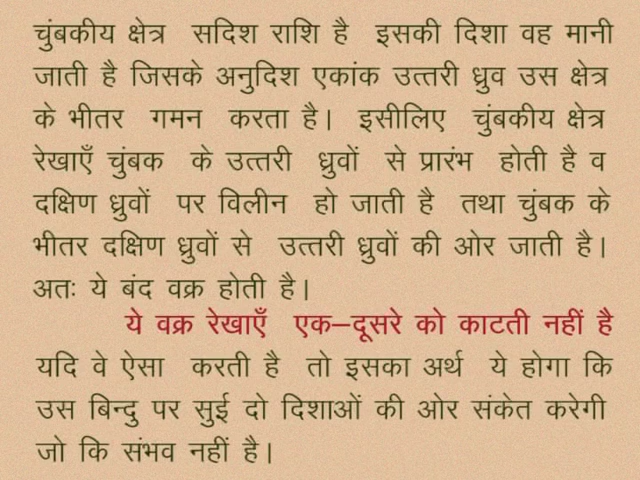 चुंबकीय क्षेत्र सदिश राशि है इसकी दिशा वह मानी
जाती है जिसके अनुदिश एकांक उत्तरी ध्रुव उस क्षेत्र
के भीतर गमन करता है। इसीलिए चुंबकीय क्षेत्र
रेखाएँ चुंबक के उत्तरी ध्रुवों से प्रारंभ होती है व
दक्षिण ध्रुवों पर विलीन हो जाती है तथा चुंबक के
भीतर दक्षिण ध्रुवों से उत्तरी ध्रुवों की ओर जाती है।
अतः ये बंद वक्र होती है।
ये वक्र रेखाएँ एक–दूसरे को काटती नहीं है
यदि वे ऐसा करती है तो इसका अर्थ ये होगा कि
उस बिन्दु पर सुई दो दिशाओं की ओर संकेत करेगी
जो कि संभव नहीं है।